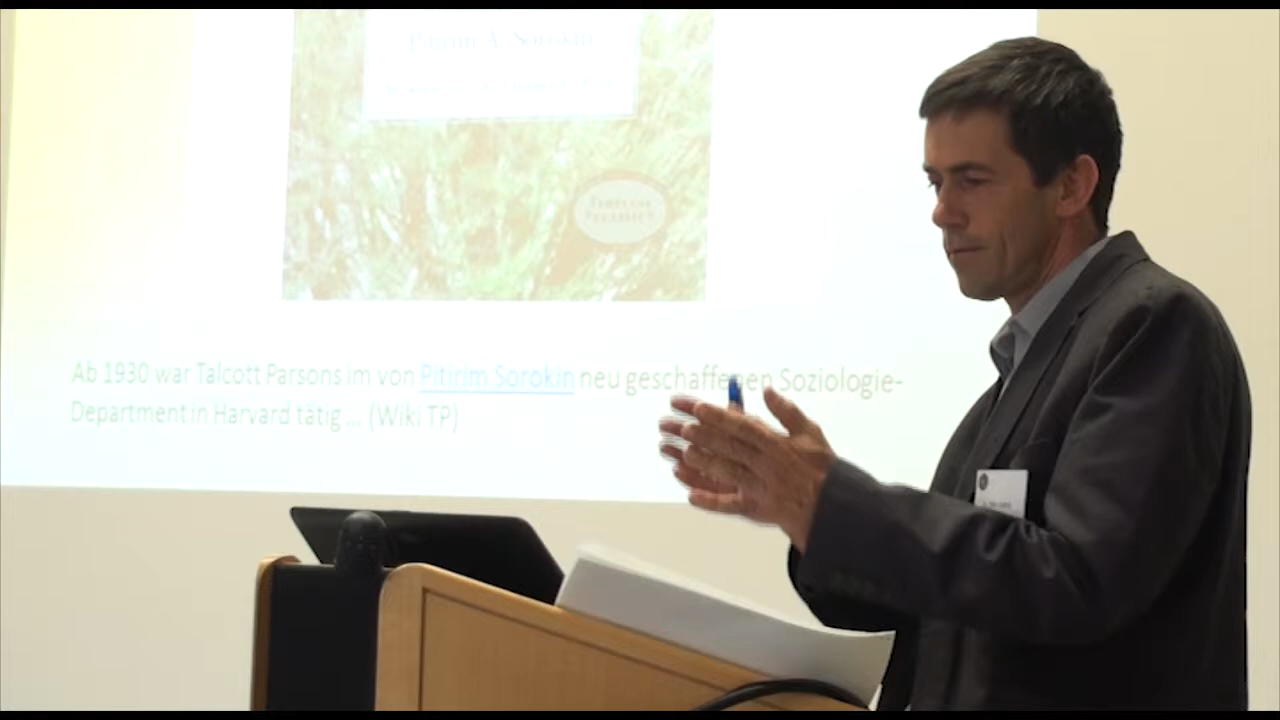 Pitirim A. Sorokin
TEMPLETON
Ab 1930 war Talcott Parsons im von Pitirim Sorokin neu geschaffenen Soziologie-
Department in Harvard tätig ... (Wiki TP)